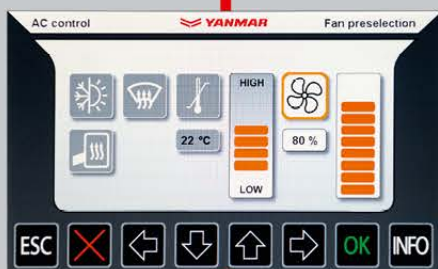 AC control
YANMAR
Fan preselection
HIGH
22 °C
80 %
LOW
ESC
OK
INFO